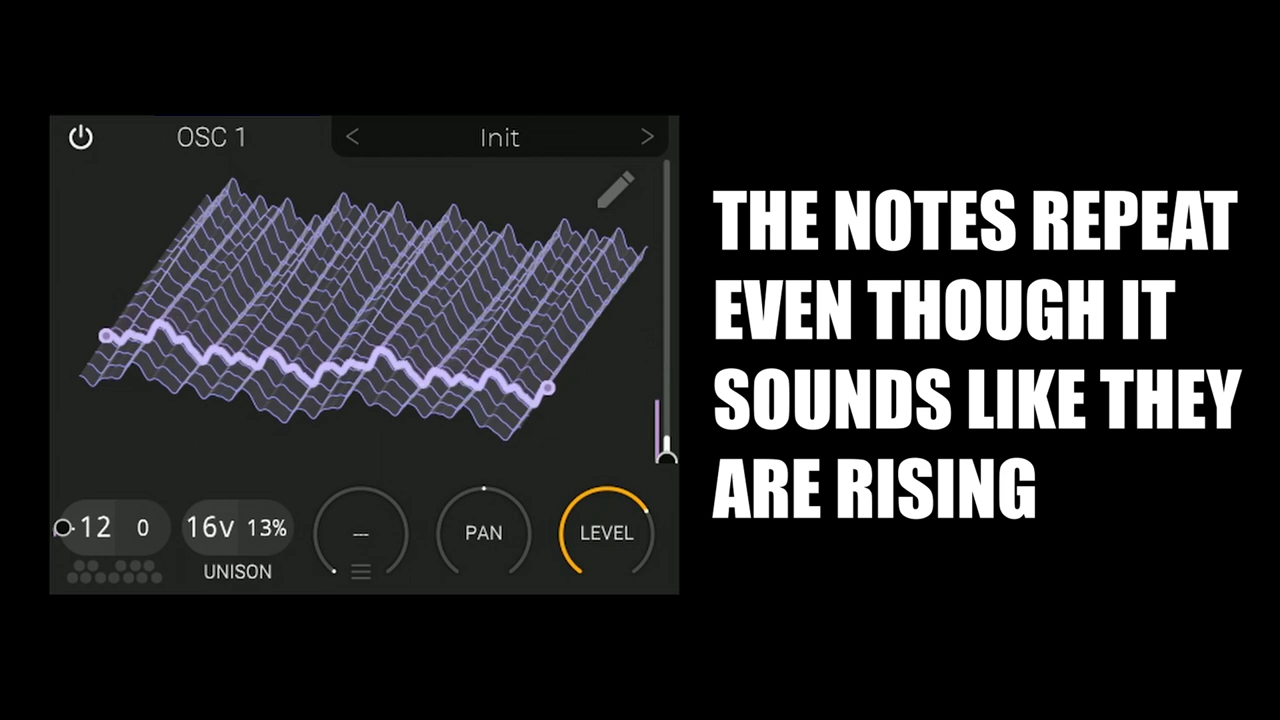 OSC 1 < Init >
THE NOTES REPEAT
EVEN THOUGH IT
SOUNDS LIKE THEY
ARE RISING
-12 0 16v 13% --- PAN LEVEL
UNISON